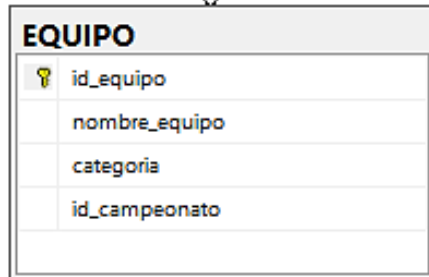 EQUIPO
id_equipo
nombre_equipo
categoria
id_campeonato